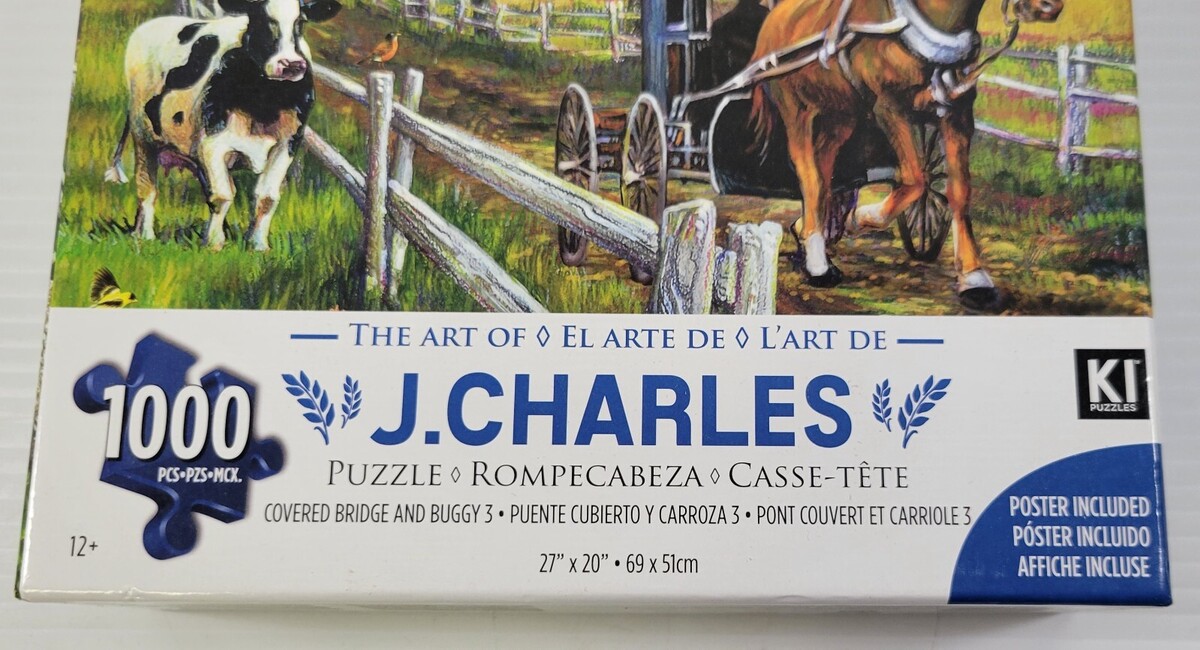 THE ART OF ◊ EL ARTE DE ◊ L'ART DE
J.CHARLES
PUZZLE ◊ ROMPECABEZA ◊ CASSE-TÊTE
COVERED BRIDGE AND BUGGY 3 • PUENTE CUBIERTO Y CARROZA 3 • PONT COUVERT ET CARRIOLE 3
27” x 20” • 69 x 51cm
1000
PCS•PZS•MCX.
12+
KI
PUZZLES
POSTER INCLUDED
PÓSTER INCLUIDO
AFFICHE INCLUSE